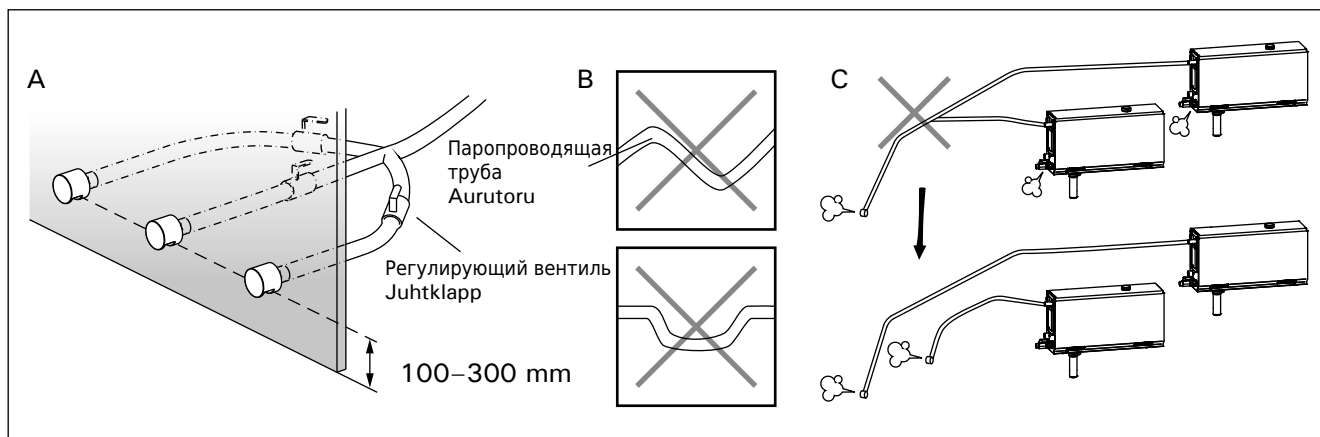 A
B
C
Паропроводящая
труба
Aurutoru
Регулирующий вентиль
Juhtklapp
100–300 mm